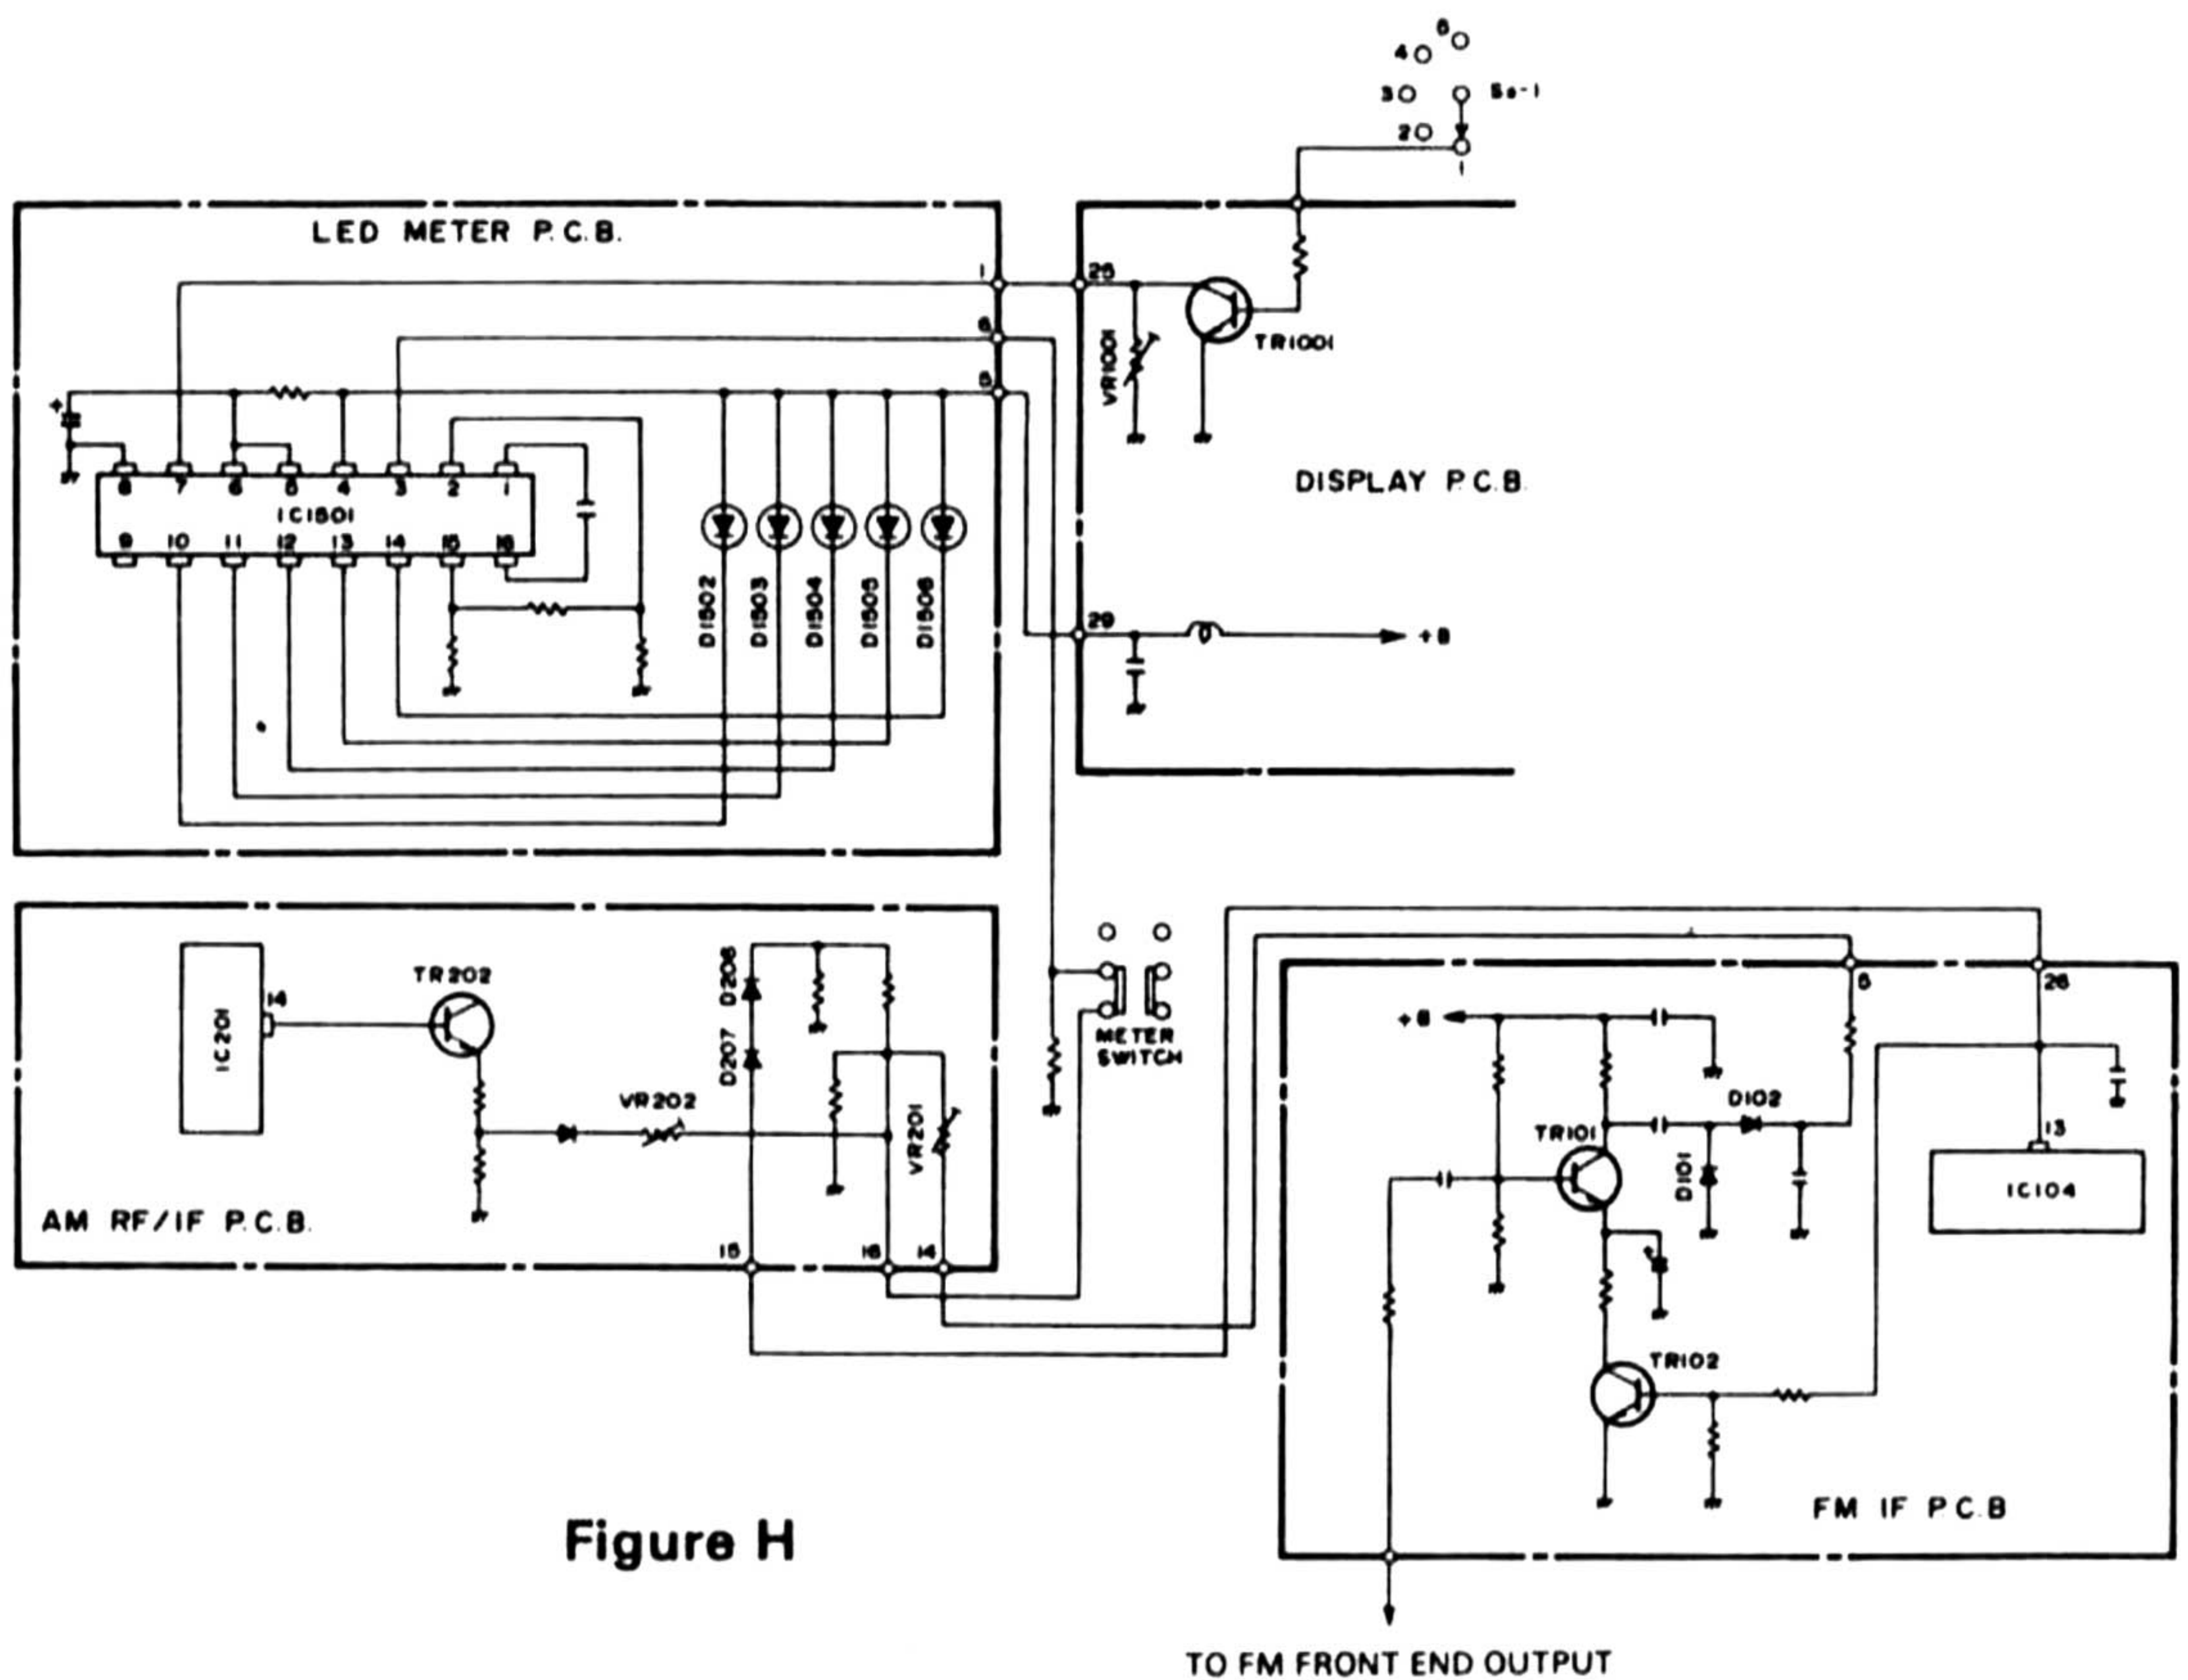 5
4
3
S6-1
2
1
LED METER P.C.B.
1
25
6
TR1001
VR1001
5
+
8 7 6 5 4 3 2 1
IC1501
9 10 11 12 13 14 15 16
DISPLAY P.C.B.
D1502
D1503
D1504
D1505
D1506
29
+B
TR202
14
IC201
D206
D207
VR202
VR201
AM RF/IF P.C.B.
15
16
14
METER
SWITCH
5
26
+B
D102
13
TR101
D101
IC104
+
TR102
FM IF P.C.B
Figure H
TO FM FRONT END OUTPUT